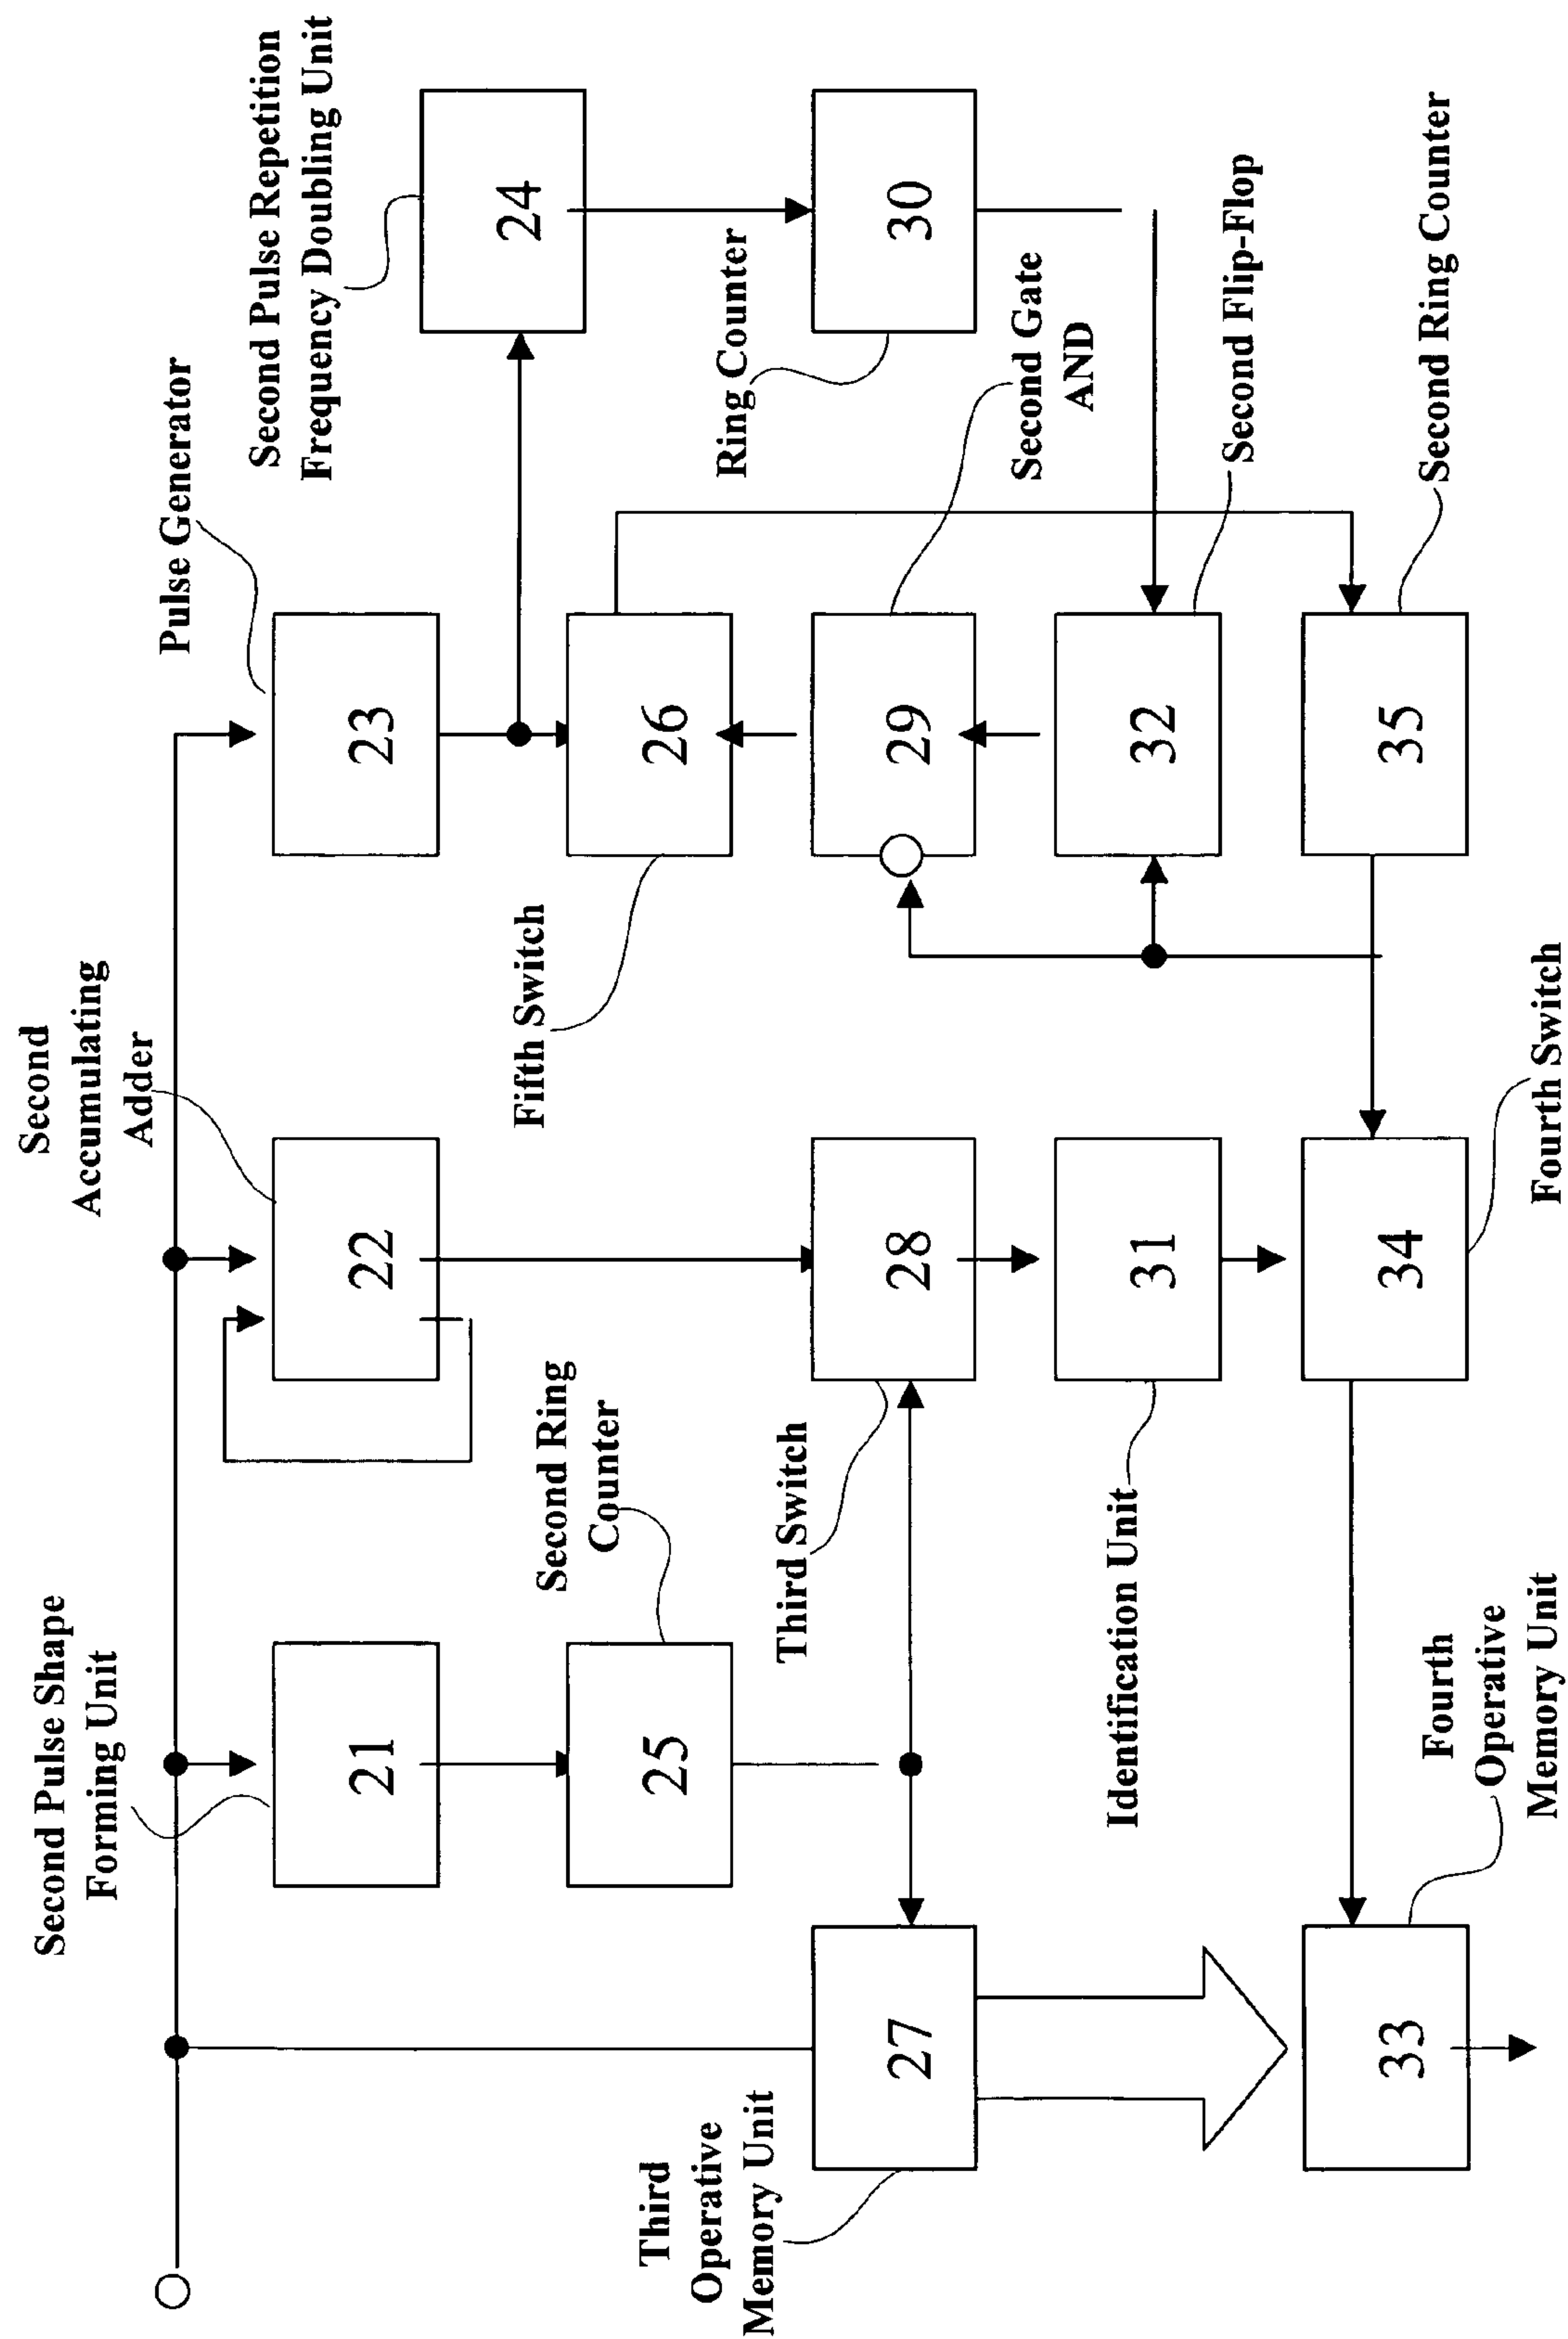 Second Pulse Shape
Forming Unit
Second
Accumulating
Adder
Pulse Generator
Second Pulse Repetition
Frequency Doubling Unit
21
22
23
24
Second Ring
Counter
Fifth Switch
25
26
Third
Operative
Memory Unit
Third Switch
Ring Counter
27
28
29
30
Second Gate
AND
Identification Unit
31
32
Second Flip-Flop
33
34
35
Second Ring Counter
Fourth
Operative
Memory Unit
Fourth Switch